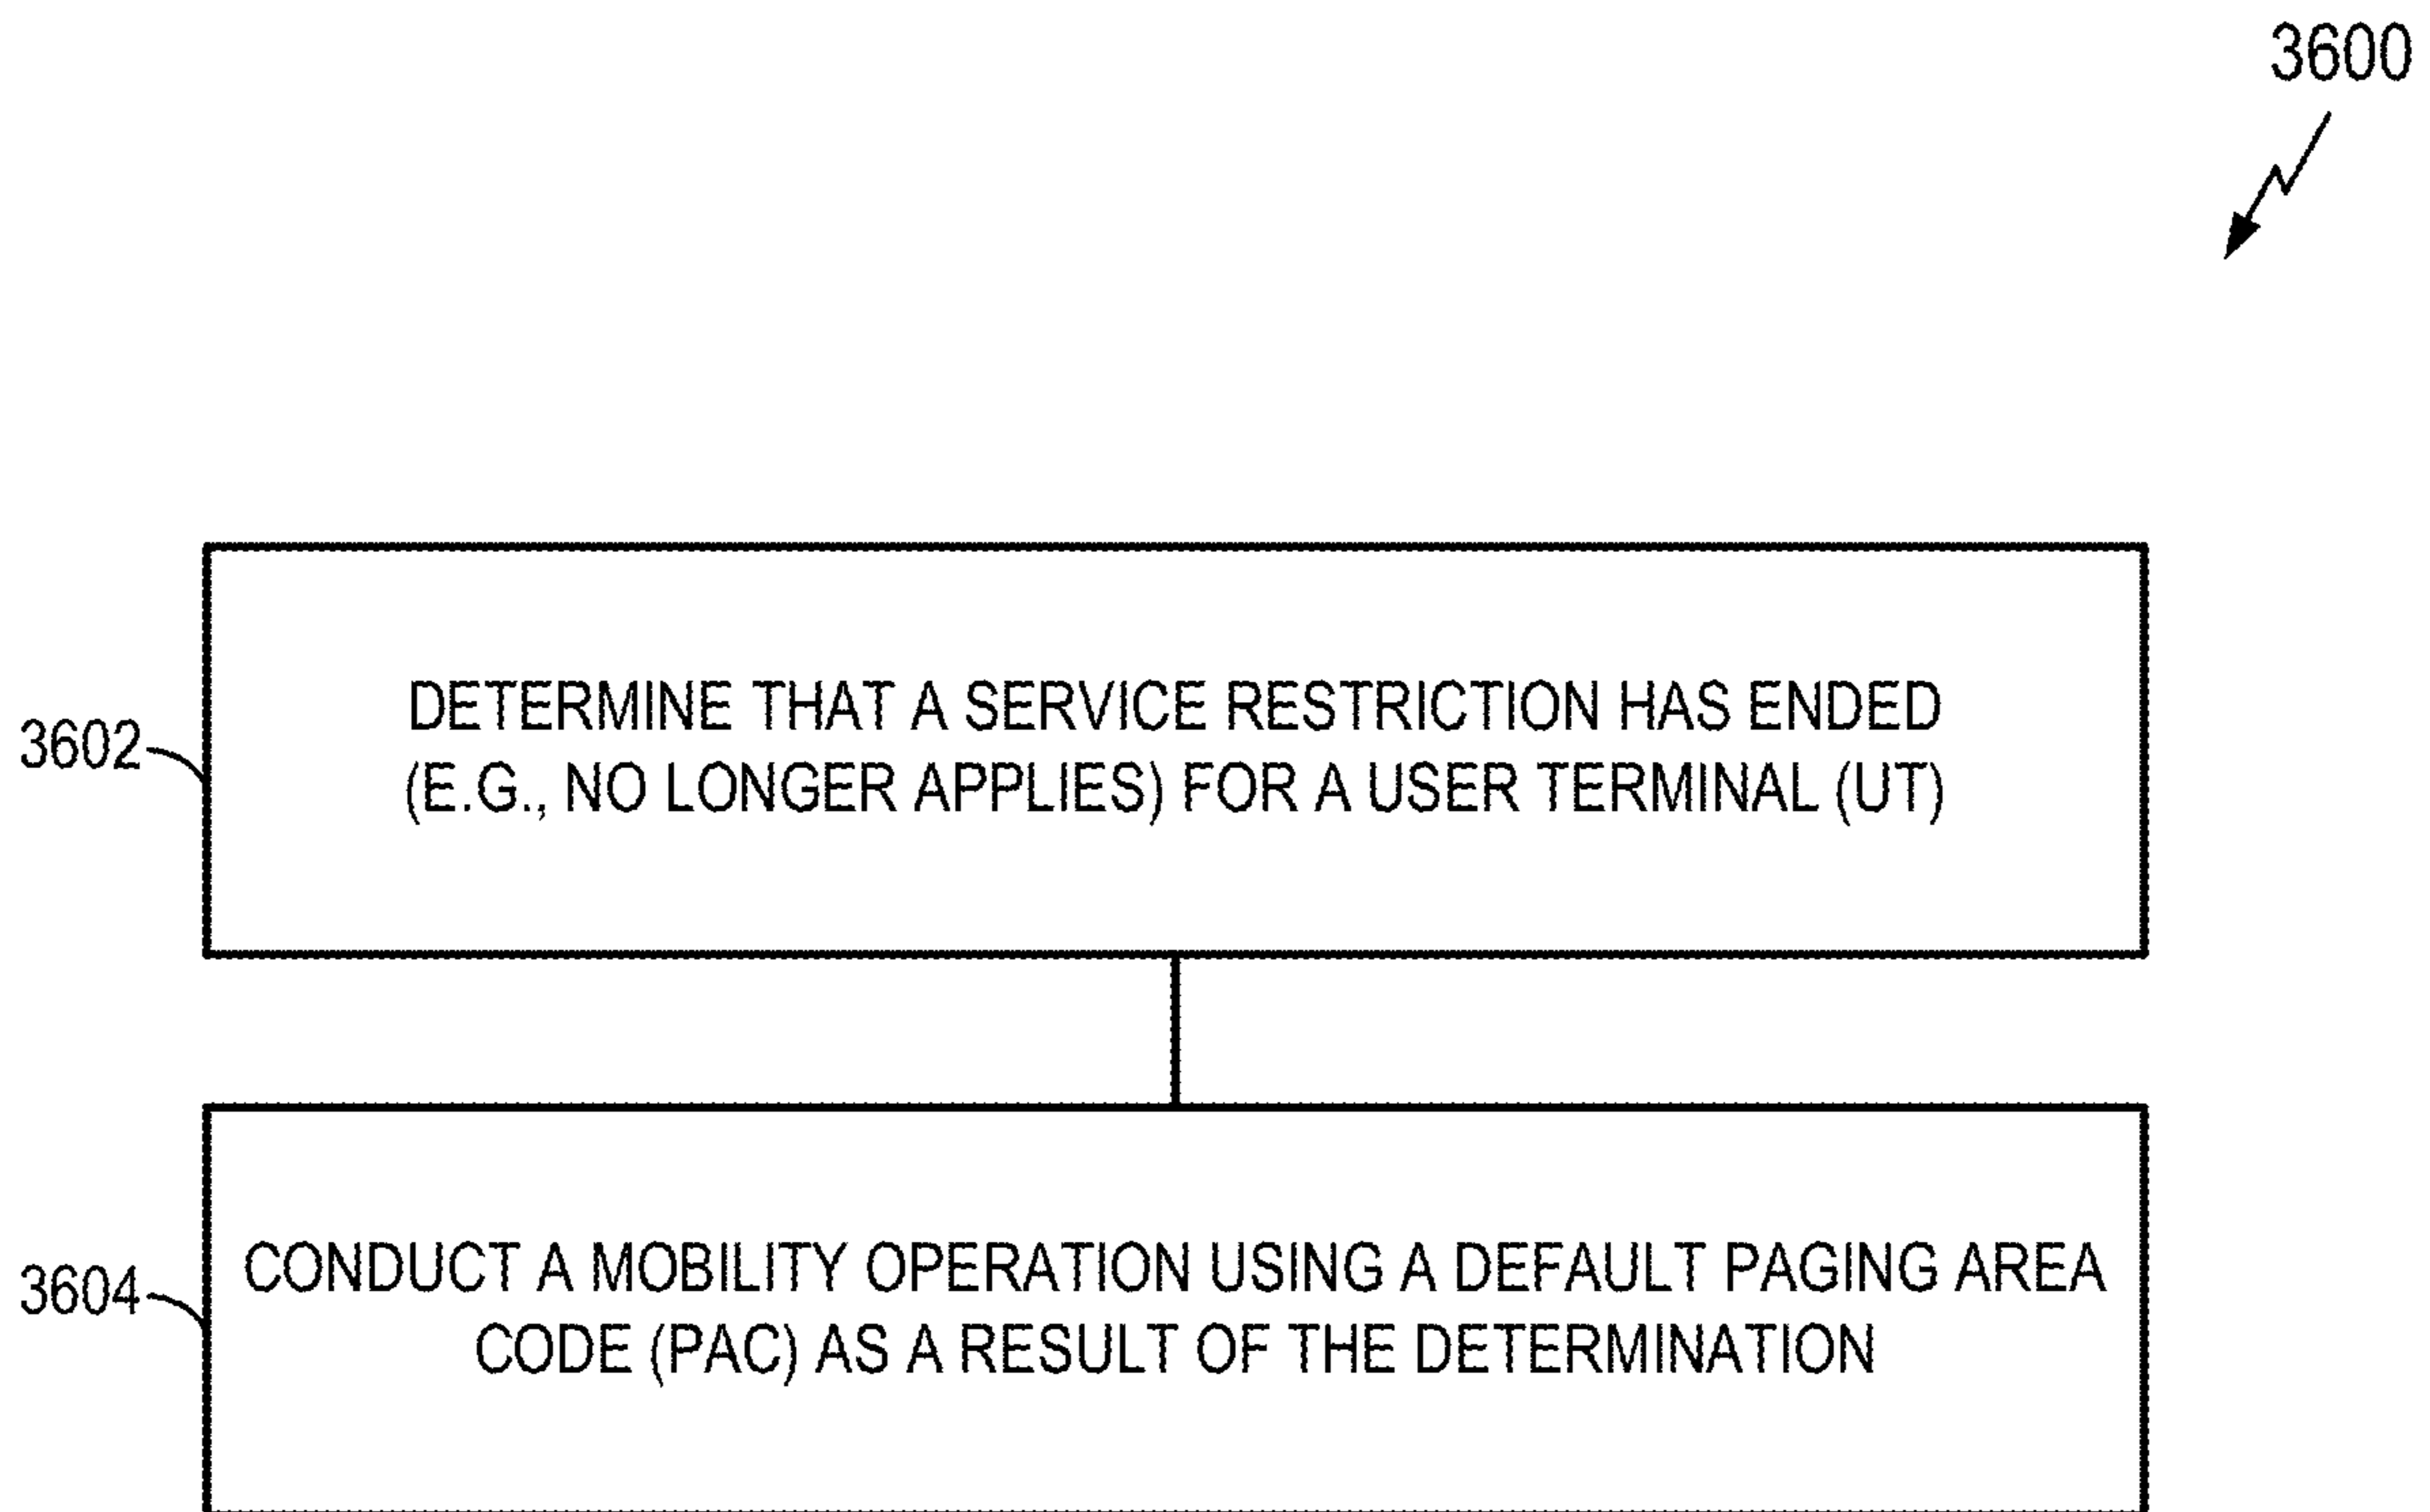 3600
3602
DETERMINE THAT A SERVICE RESTRICTION HAS ENDED
(E.G., NO LONGER APPLIES) FOR A USER TERMINAL (UT)
3604
CONDUCT A MOBILITY OPERATION USING A DEFAULT PAGING AREA
CODE (PAC) AS A RESULT OF THE DETERMINATION